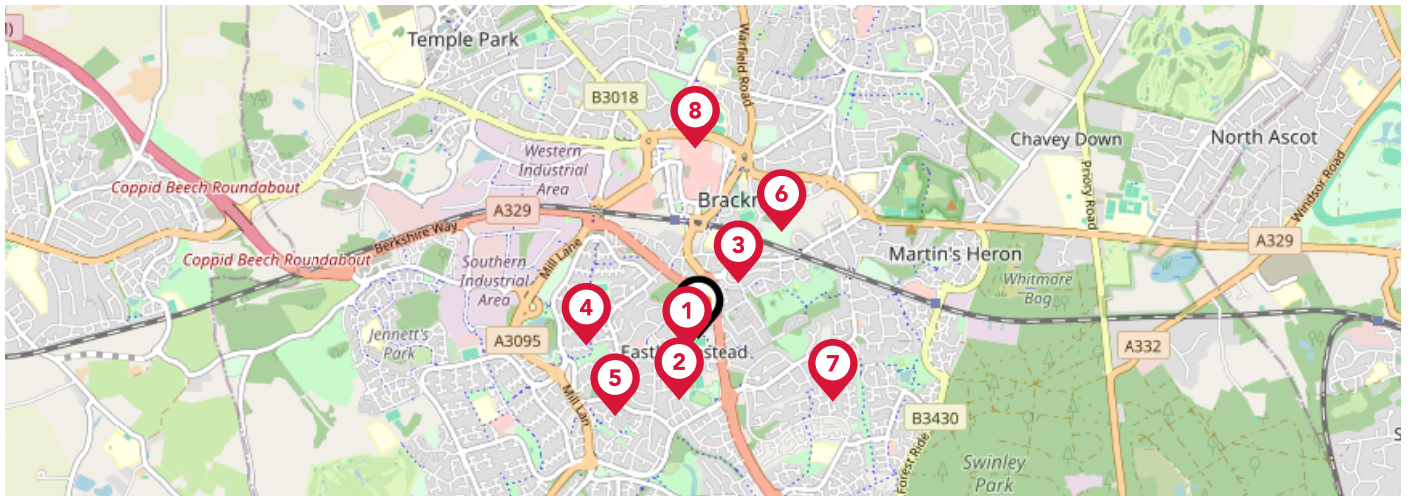 )
Temple Park
B3018
Warfield Road
8
Western
Industrial
Area
Chavey Down
North Ascot
Coppid Beech Roundabout
Priory Road
Windsor Road
6
Brackn
A329
Berkshire Way
3
A329
Coppid Beech Roundabout
Mill Lane
Martin's Heron
Southern
Industrial
Area
Whitmore
Bog
4
1
Jennett's
Park
A3095
A332
2
7
5
Mill Lan
B3430
Forest Ride
Swinley
Park
S